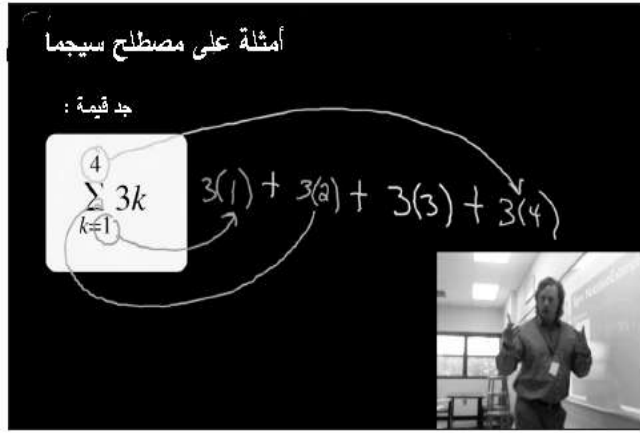 أمثلة على مصطلح سيجما
جد قيمة :
4
∑ 3k 3(1) + 3(2) + 3(3) + 3(4)
k=1